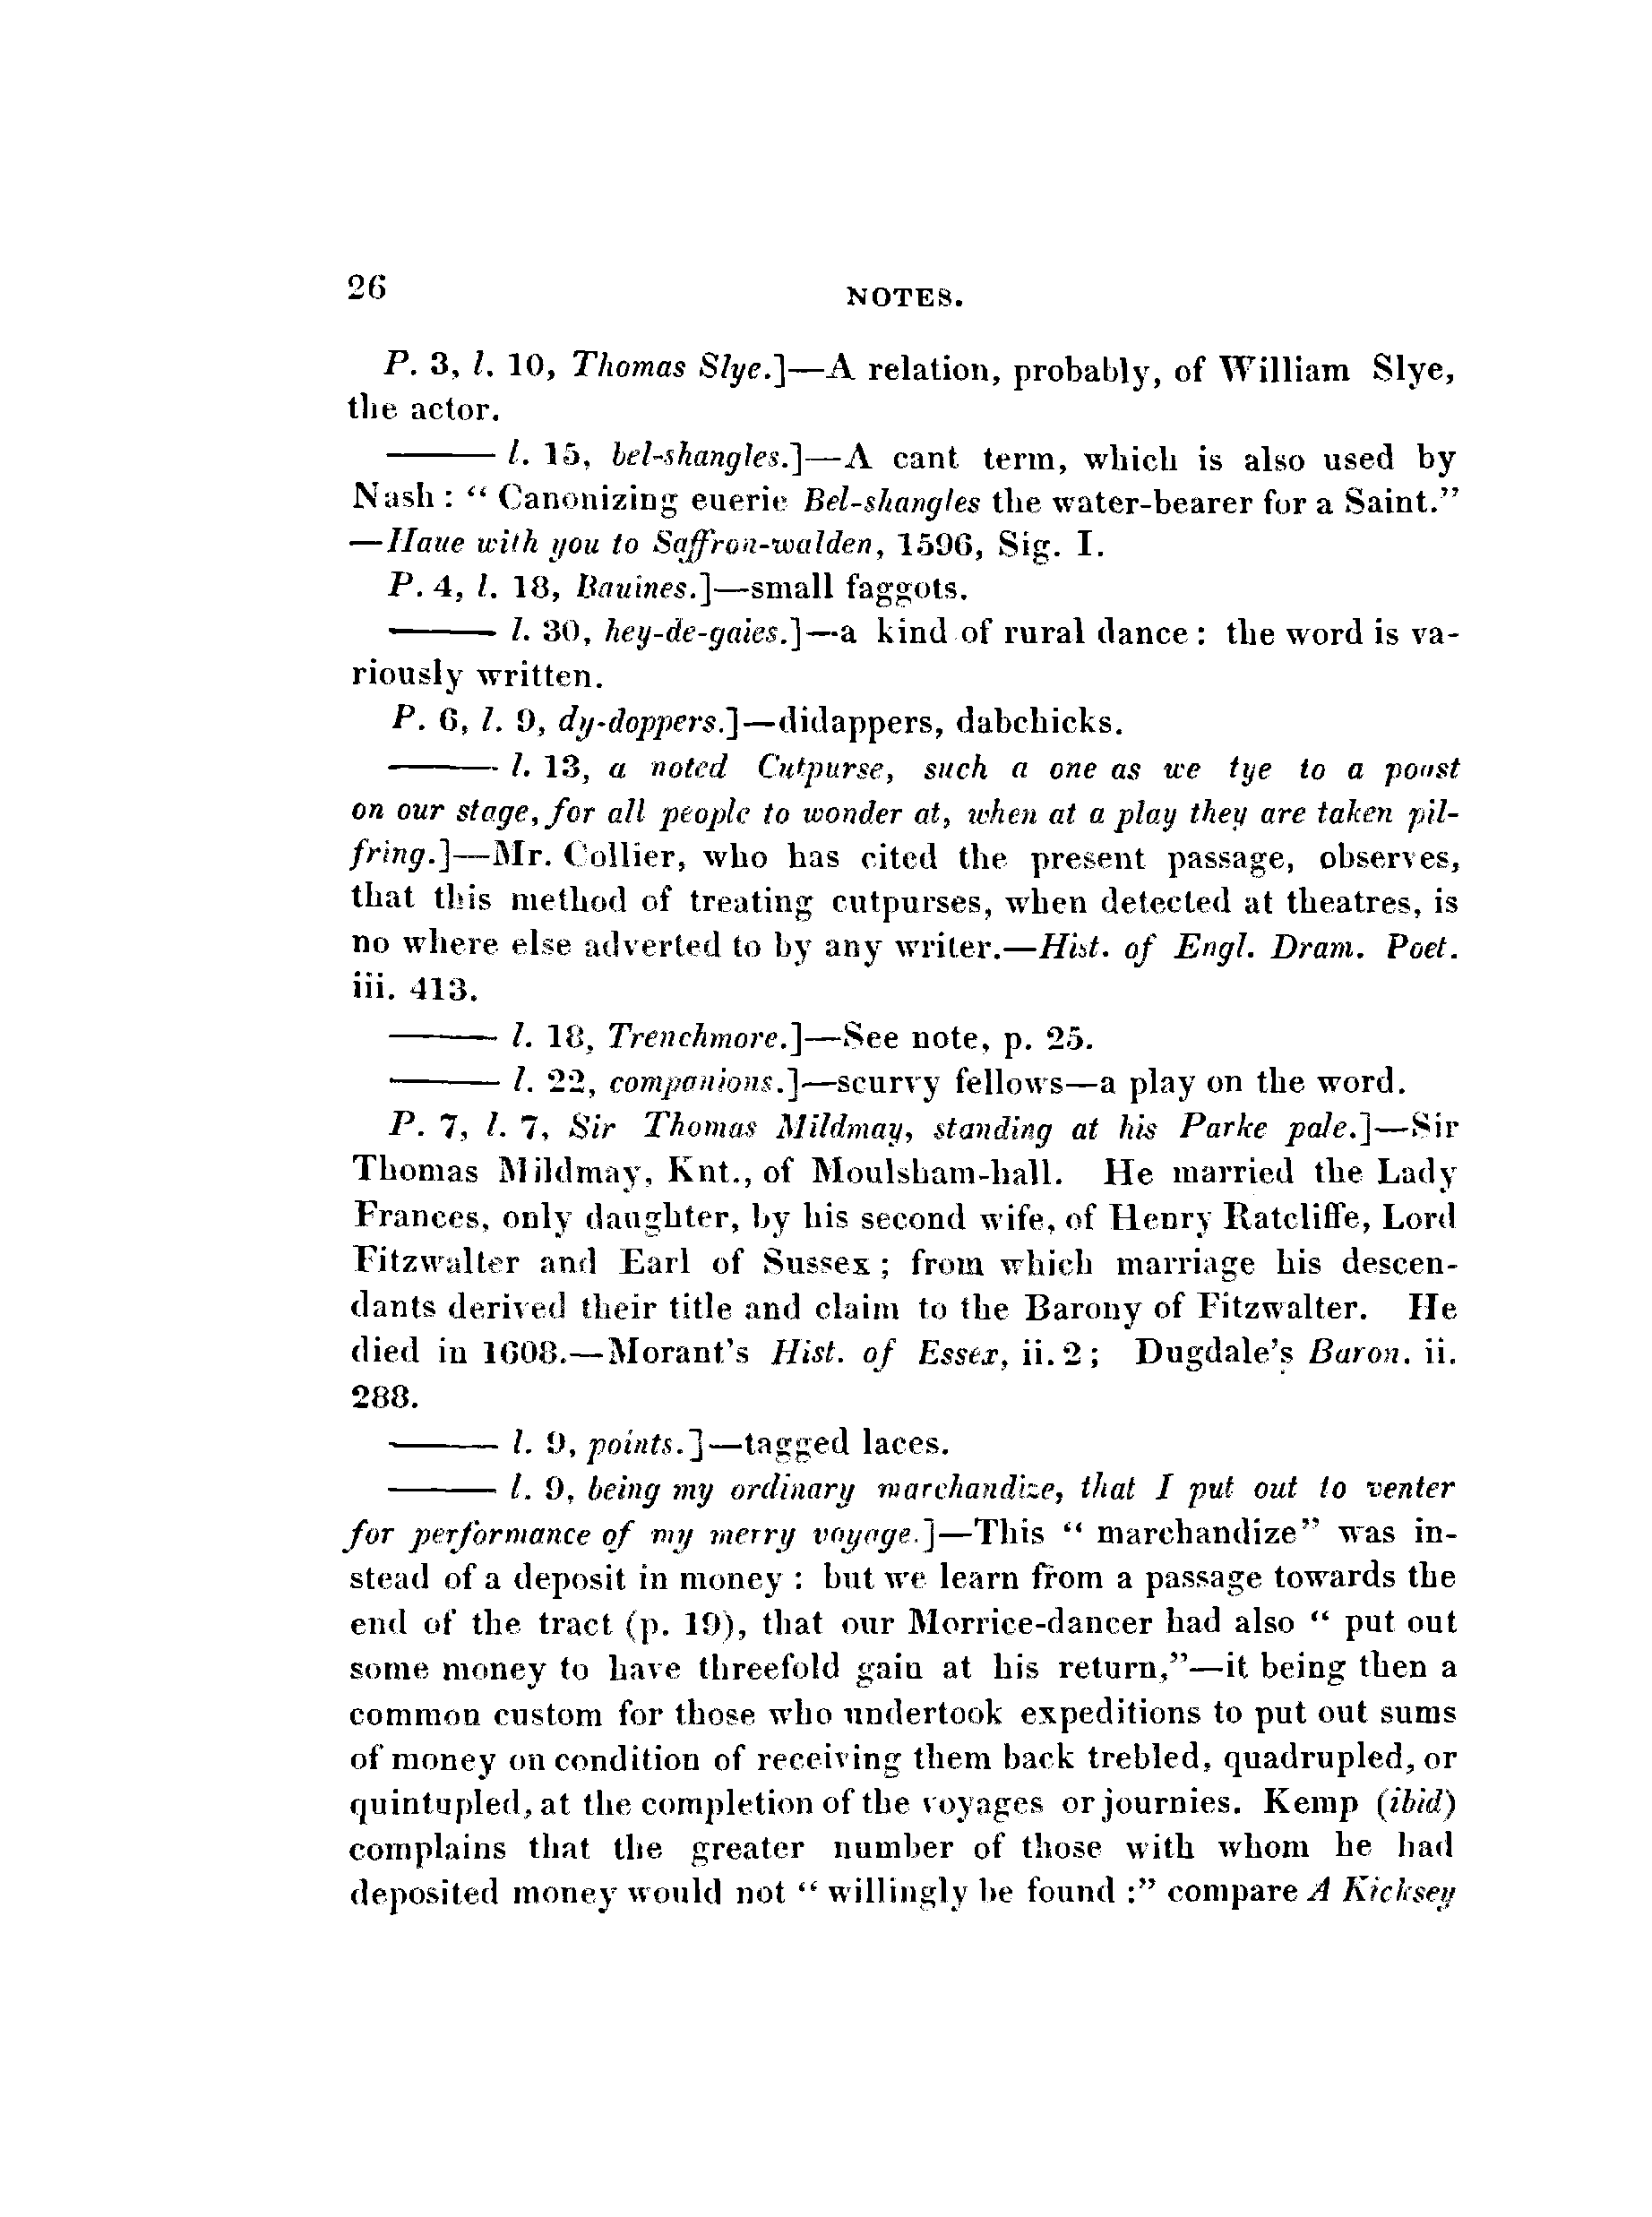 26
NOTES.
P. 3, l. 10, Thomas Slye.]—A relation, probably, of William Slye,
the actor.
——— l. 15, bel-shangles.]—A cant term, which is also used by
Nash : “ Canonizing euerie Bel-shangles the water-bearer for a Saint.”
—Haue with you to Saffron-walden, 1596, Sig. I.
P. 4, l. 18, Bauines.]—small faggots.
——— l. 30, hey-de-gaies.]—a kind of rural dance : the word is va-
riously written.
P. 6, l. 9, dy-doppers.]—didappers, dabchicks.
——— l. 13, a noted Cutpurse, such a one as we tye to a poast
on our stage, for all people to wonder at, when at a play they are taken pil-
fring.]—Mr. Collier, who has cited the present passage, observes,
that this method of treating cutpurses, when detected at theatres, is
no where else adverted to by any writer.—Hist. of Engl. Dram. Poet.
iii. 413.
——— l. 18, Trenchmore.]—See note, p. 25.
——— l. 22, companions.]—scurvy fellows—a play on the word.
P. 7, l. 7, Sir Thomas Mildmay, standing at his Parke pale.]—Sir
Thomas Mildmay, Knt., of Moulsham-hall. He married the Lady
Frances, only daughter, by his second wife, of Henry Ratcliffe, Lord
Fitzwalter and Earl of Sussex ; from which marriage his descen-
dants derived their title and claim to the Barony of Fitzwalter. He
died in 1608.—Morant’s Hist. of Essex, ii. 2 ; Dugdale’s Baron. ii.
288.
——— l. 9, points.]—tagged laces.
——— l. 9, being my ordinary marchandize, that I put out to venter
for performance of my merry voyage.]—This “ marchandize” was in-
stead of a deposit in money : but we learn from a passage towards the
end of the tract (p. 19), that our Morrice-dancer had also “ put out
some money to have threefold gain at his return,”—it being then a
common custom for those who undertook expeditions to put out sums
of money on condition of receiving them back trebled, quadrupled, or
quintupled, at the completion of the voyages or journies. Kemp (ibid)
complains that the greater number of those with whom he had
deposited money would not “ willingly be found :” compare A Kicksey